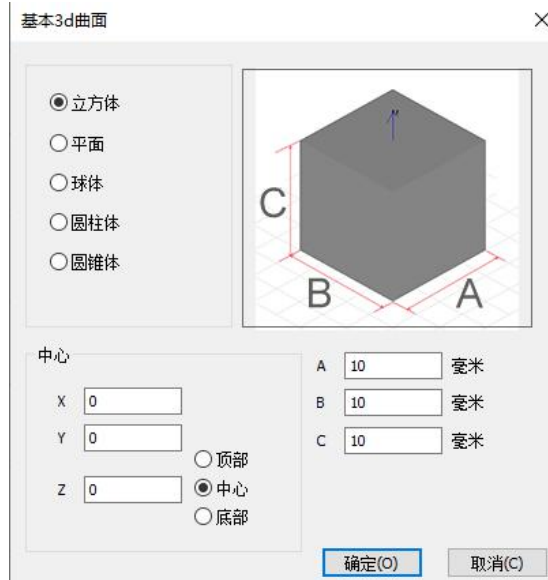 基本3d曲面
立方体
平面
球体
圆柱体
圆锥体
C
B
A
中心
X 0
Y 0
Z 0
顶部
中心
底部
A 10 毫米
B 10 毫米
C 10 毫米
确定(O)
取消(C)